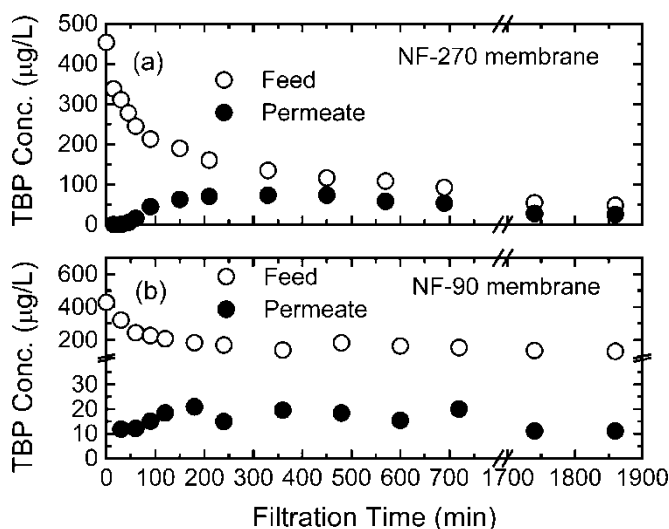 500
400
300
200
100
0
TBP Conc. (μg/L)
(a)
NF-270 membrane
Feed
Permeate
600
400
200
30
20
10
0
TBP Conc. (μg/L)
(b)
NF-90 membrane
Feed
Permeate
0 100 200 300 400 500 600 700 1700 1800 1900
Filtration Time (min)